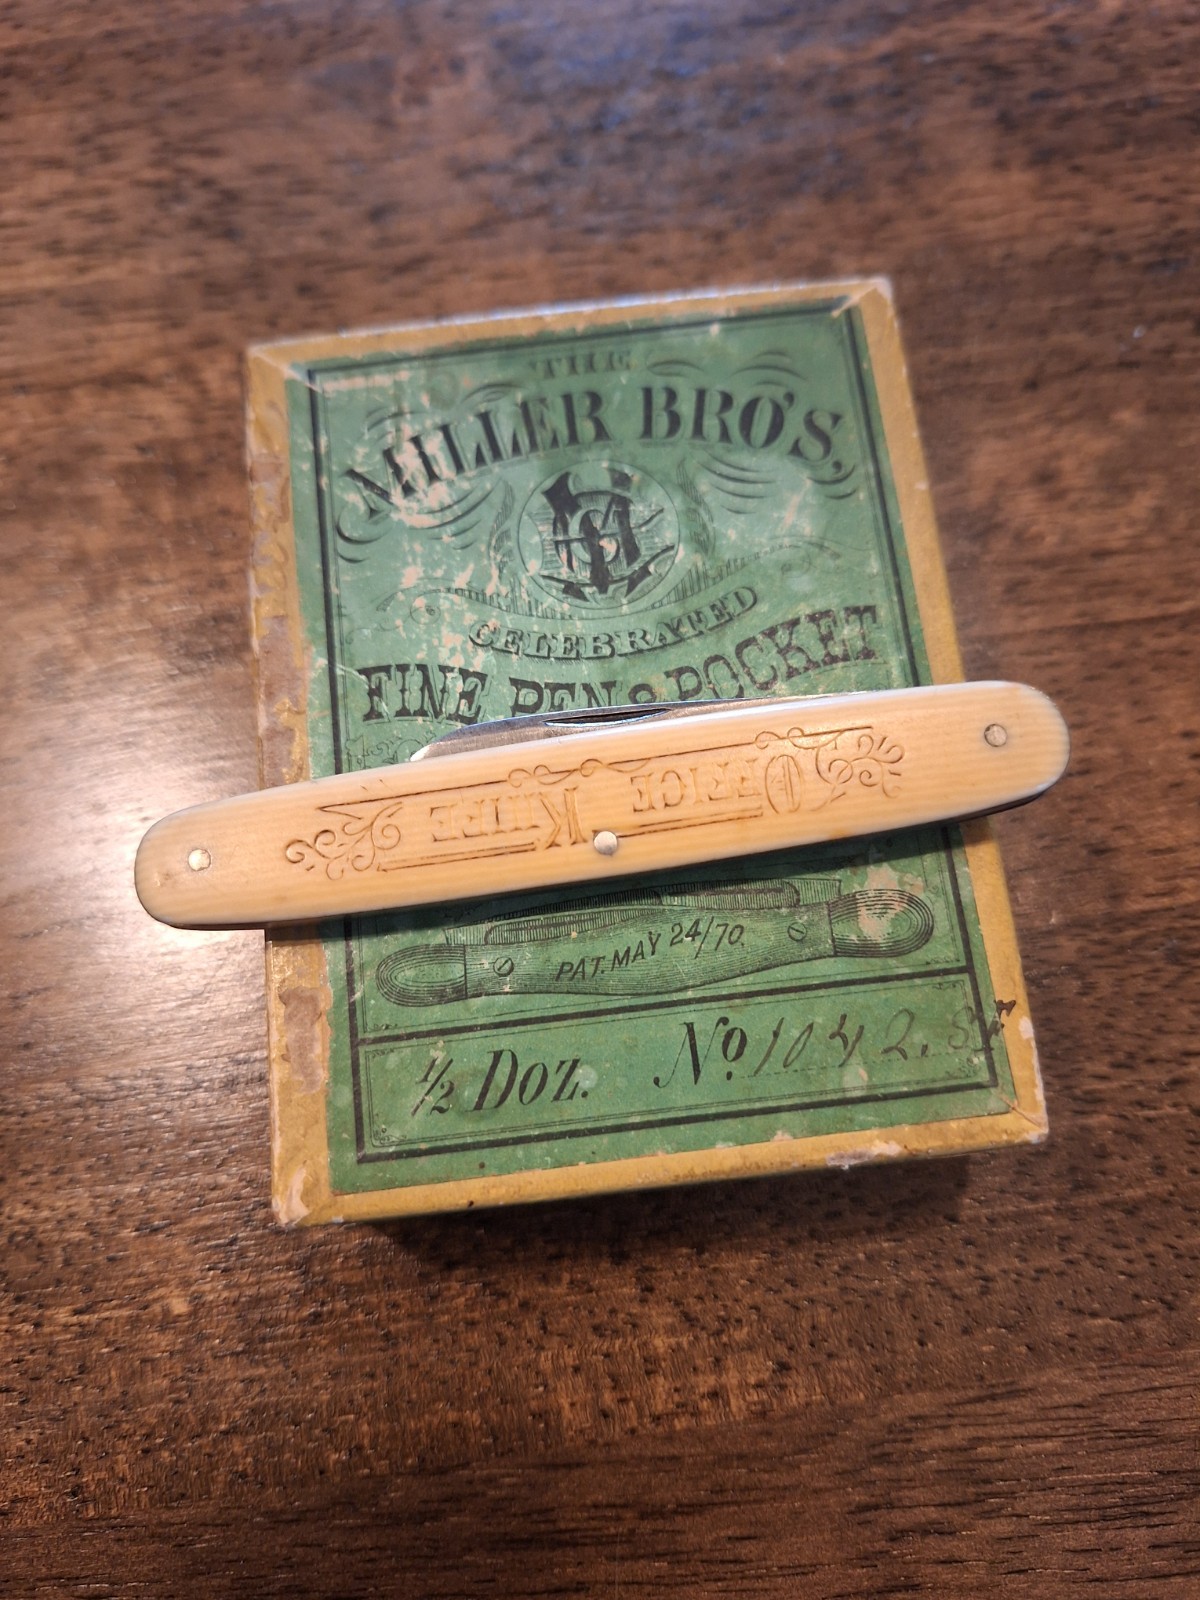 THE
MILLER BRO'S,
CELEBRATED
FINE PEN & POCKET
OFFICE KNIFE
PAT. MAY 24/70.
1/2 Doz. No 1042.